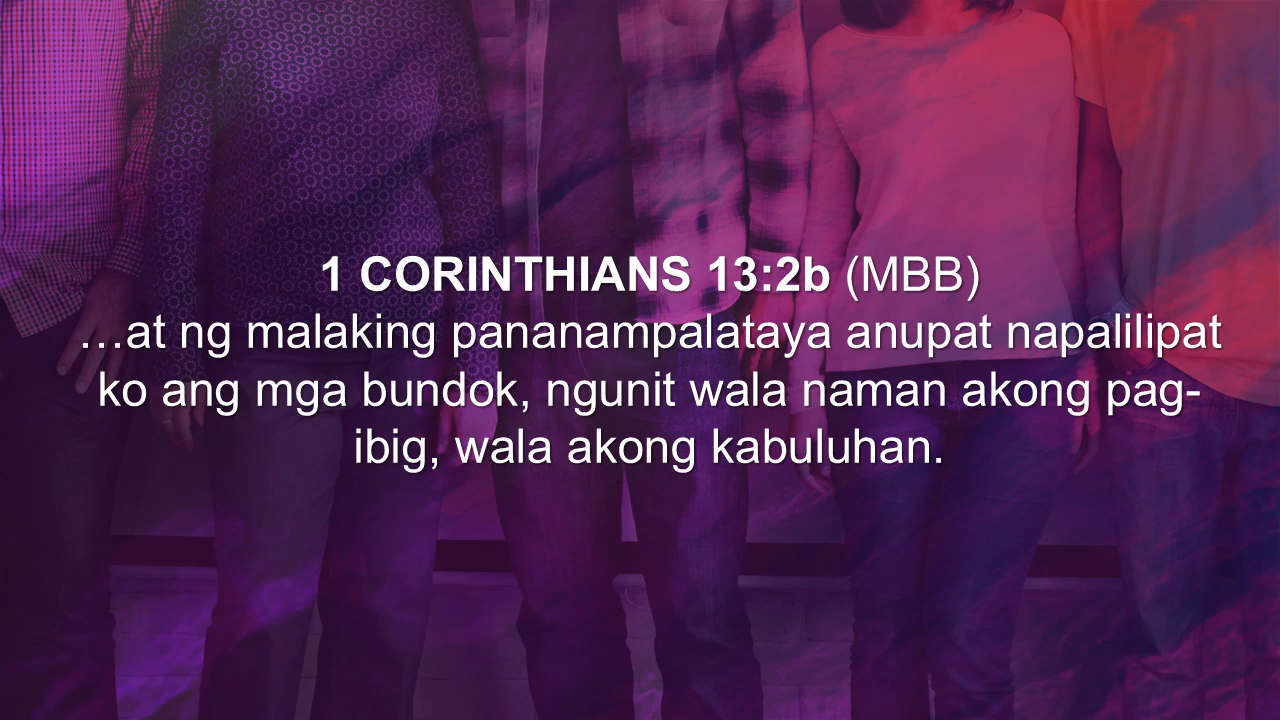 1 CORINTHIANS 13:2b (MBB)
…at ng malaking pananampalataya anupat napalilipat
ko ang mga bundok, ngunit wala naman akong pag-
ibig, wala akong kabuluhan.